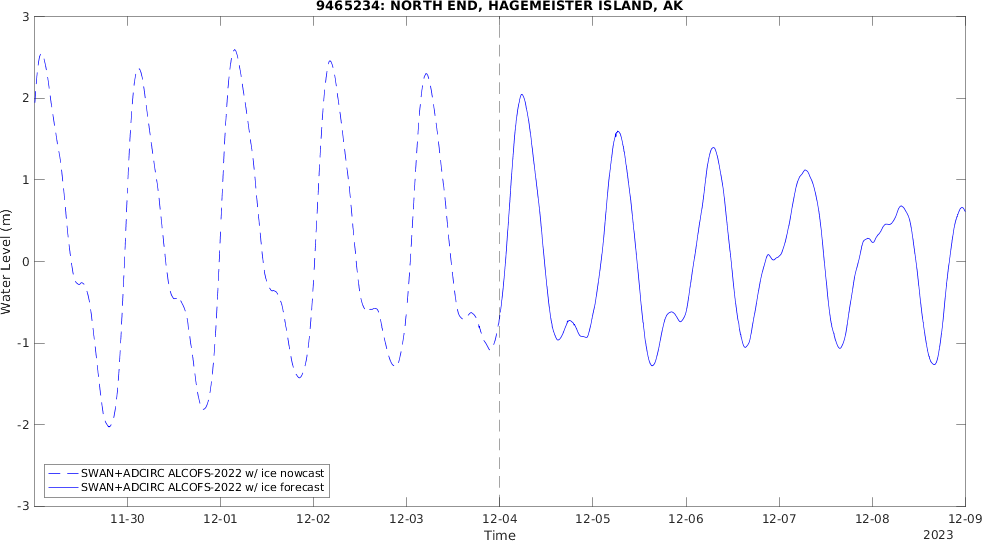 9465234: NORTH END, HAGEMEISTER ISLAND, AK
3
2
1
0
-1
-2
-3
Water Level (m)
SWAN+ADCIRC ALCOFS-2022 w/ ice nowcast
SWAN+ADCIRC ALCOFS-2022 w/ ice forecast
11-30 12-01 12-02 12-03 12-04 12-05 12-06 12-07 12-08 12-09
Time
2023